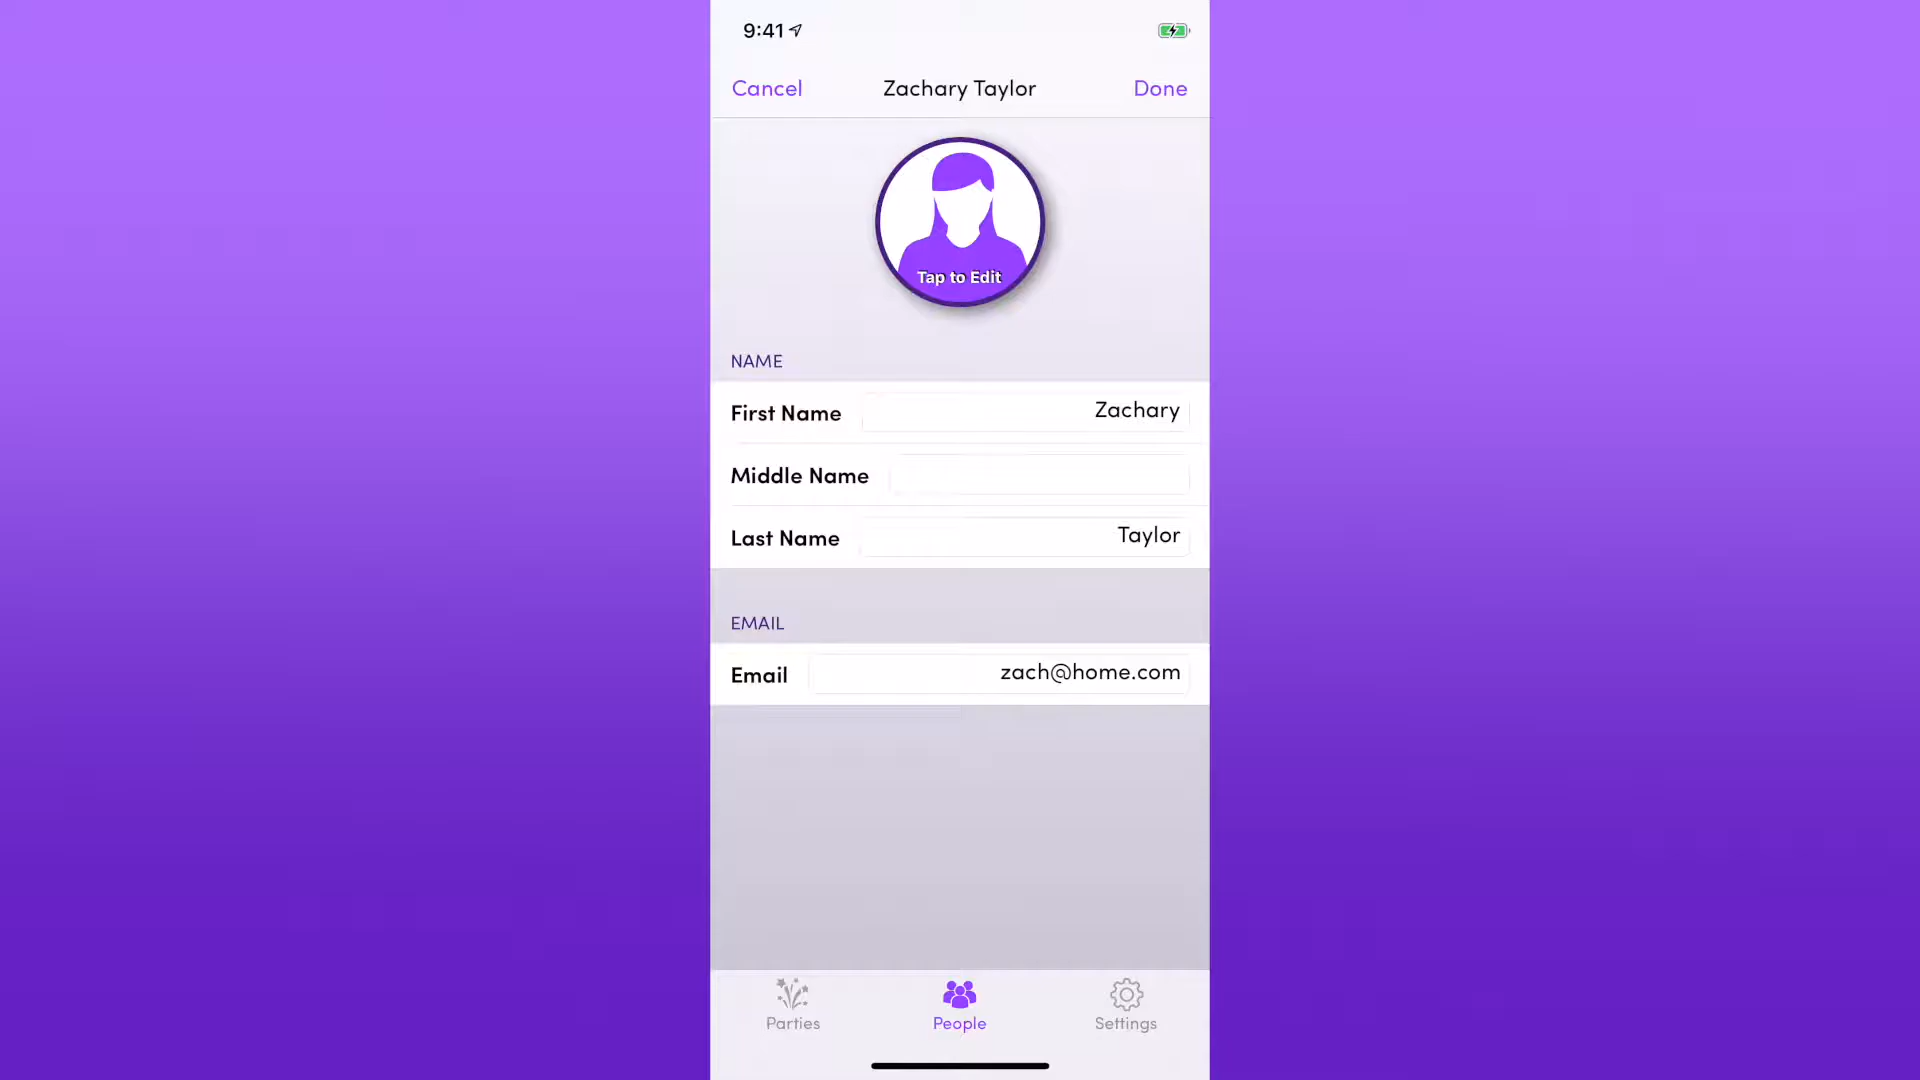 9:41
Cancel Zachary Taylor Done
Tap to Edit
NAME
First Name Zachary
Middle Name
Last Name Taylor
EMAIL
Email zach@home.com
Parties People Settings